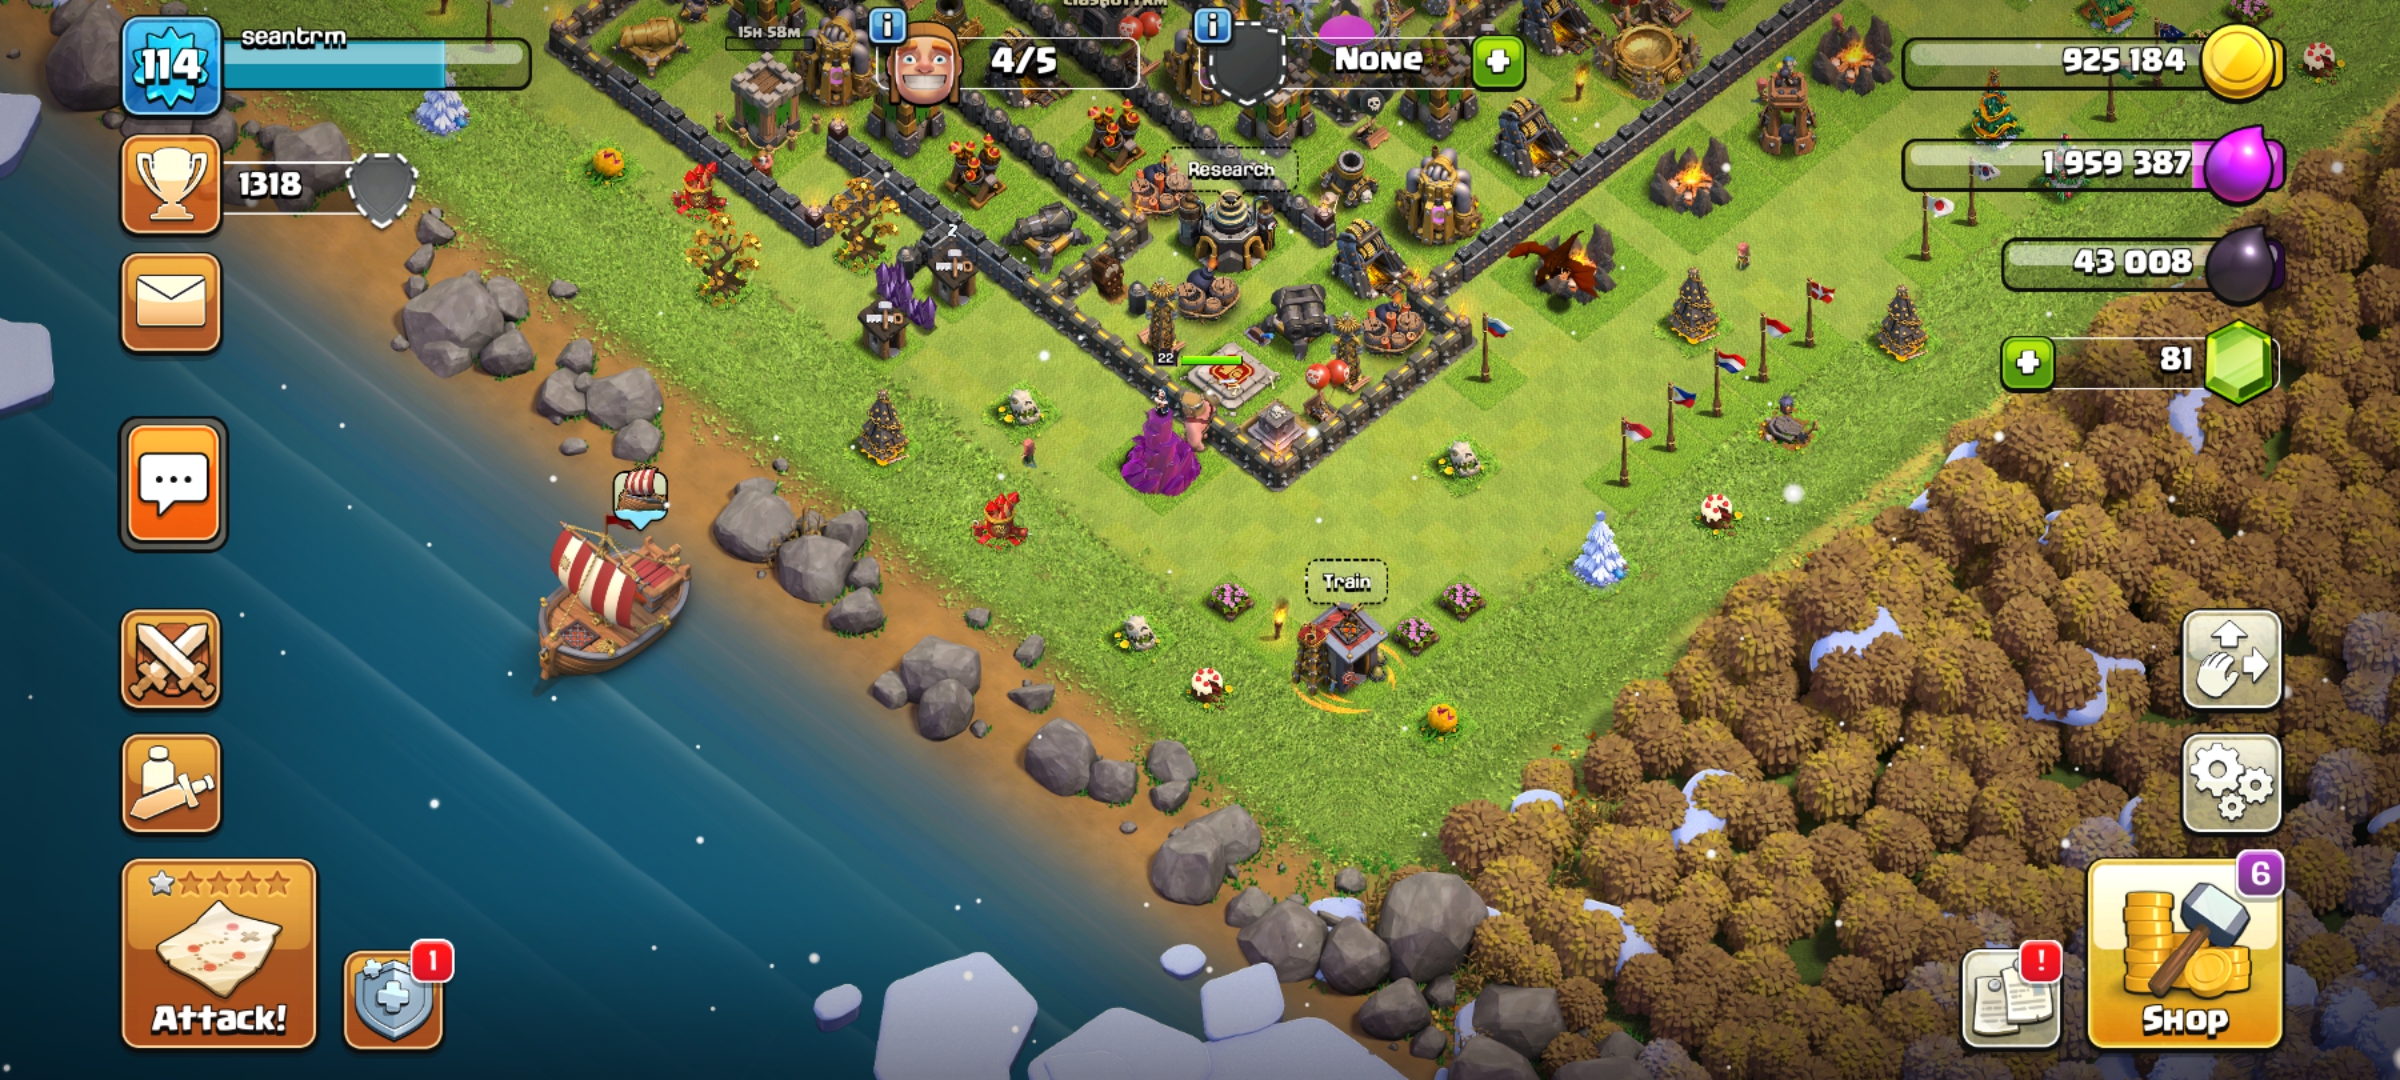 114
seantrm
15H 58M
i
4/5
i
None
925 184
1318
Research
1 959 387
2
43 008
22
81
Train
6
1
Attack!
!
Shop